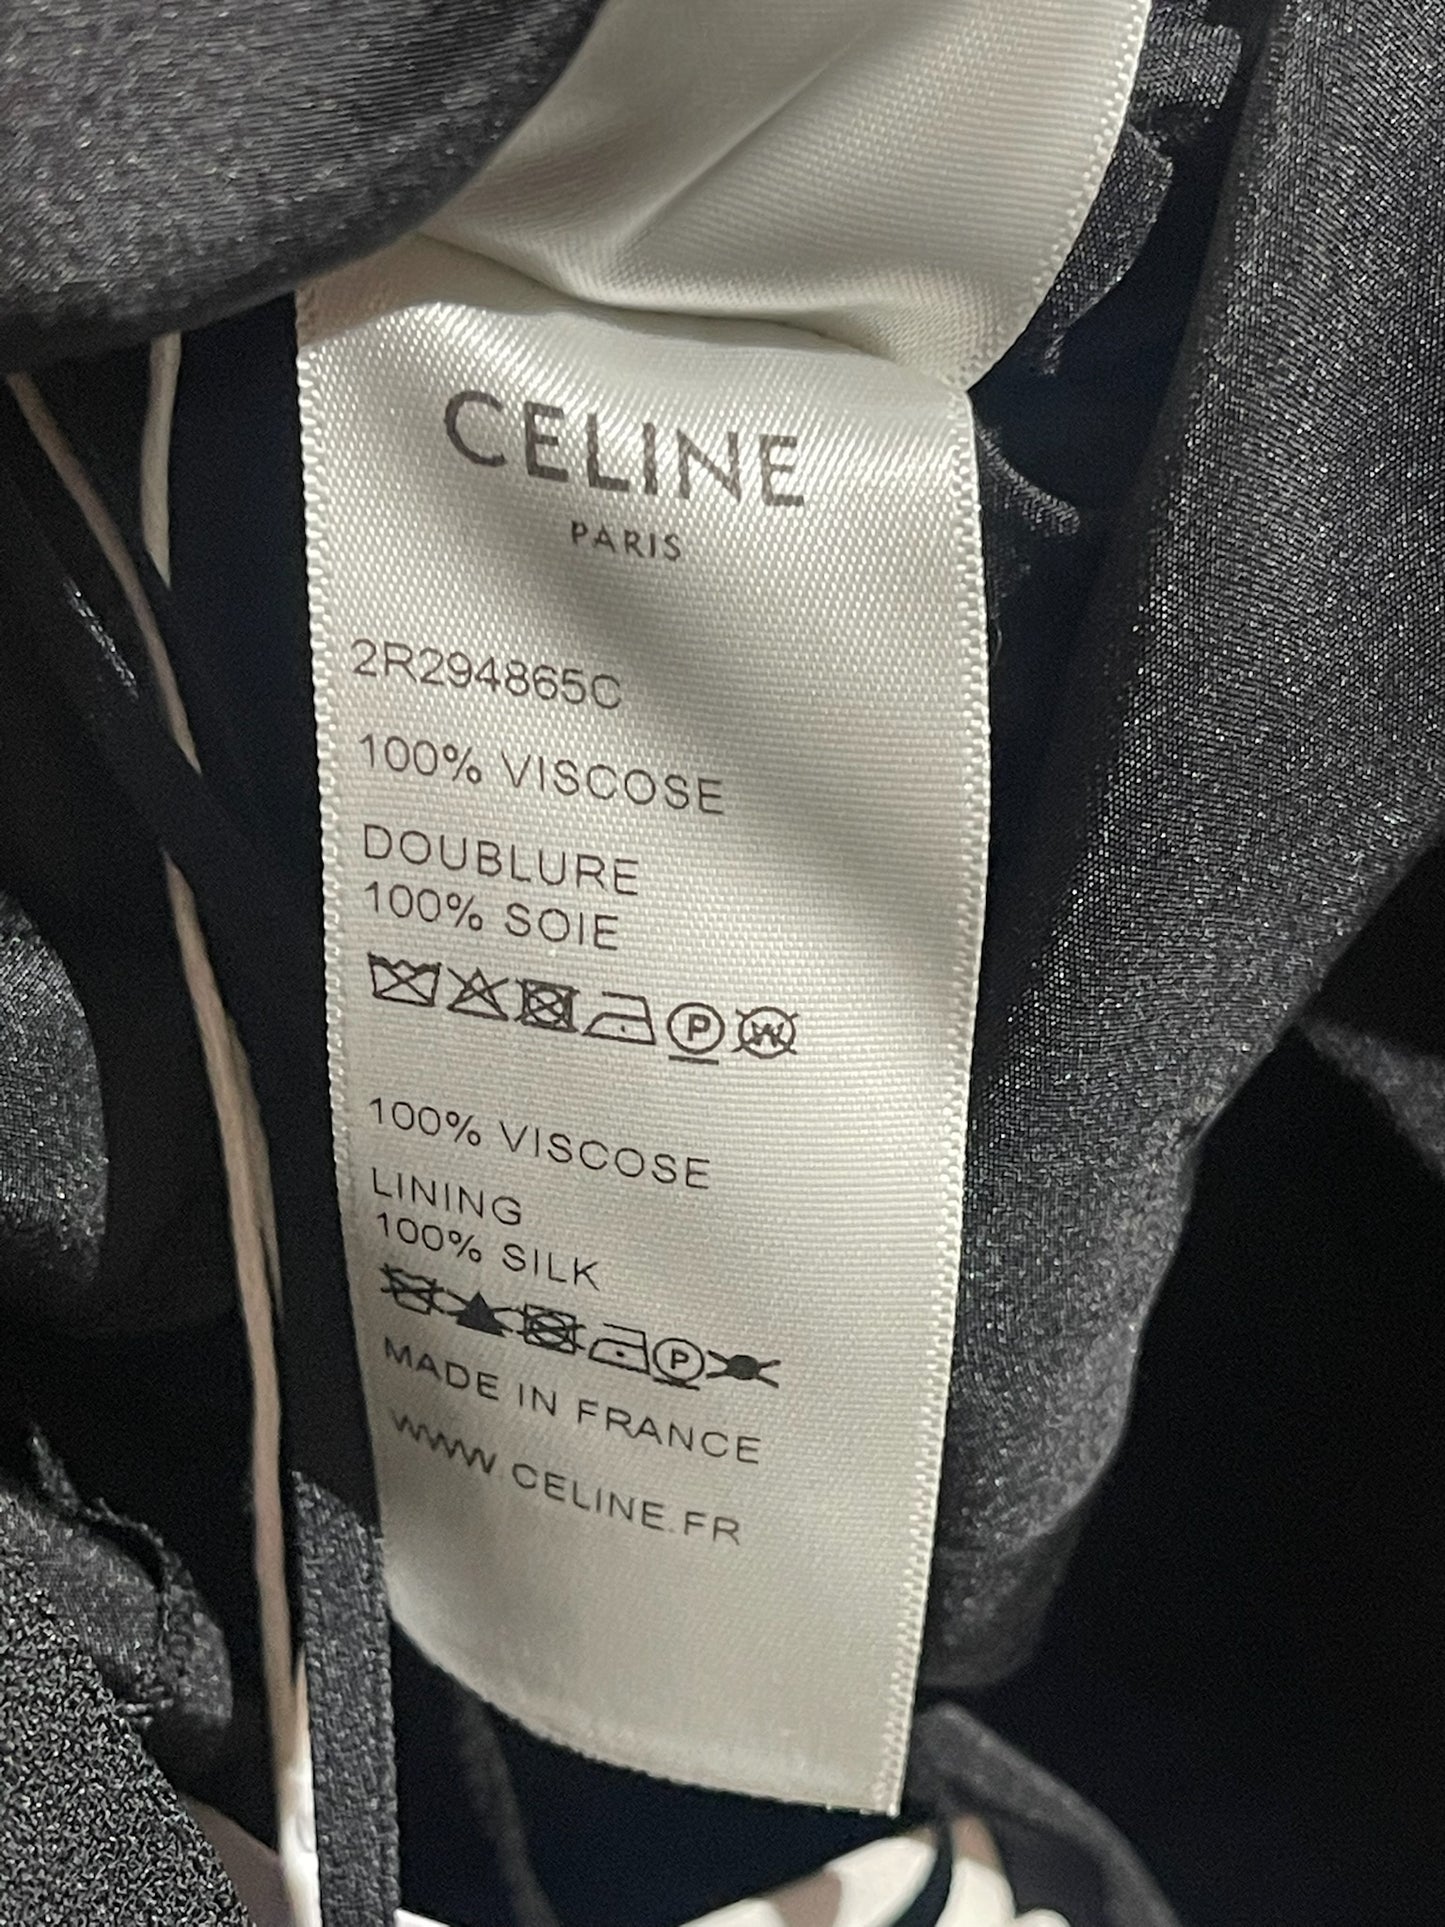 CELINE
PARIS
2R294865C
100% VISCOSE
DOUBLURE
100% SOIE
P W
100% VISCOSE
LINING
100% SILK
P
MADE IN FRANCE
WWW.CELINE.FR